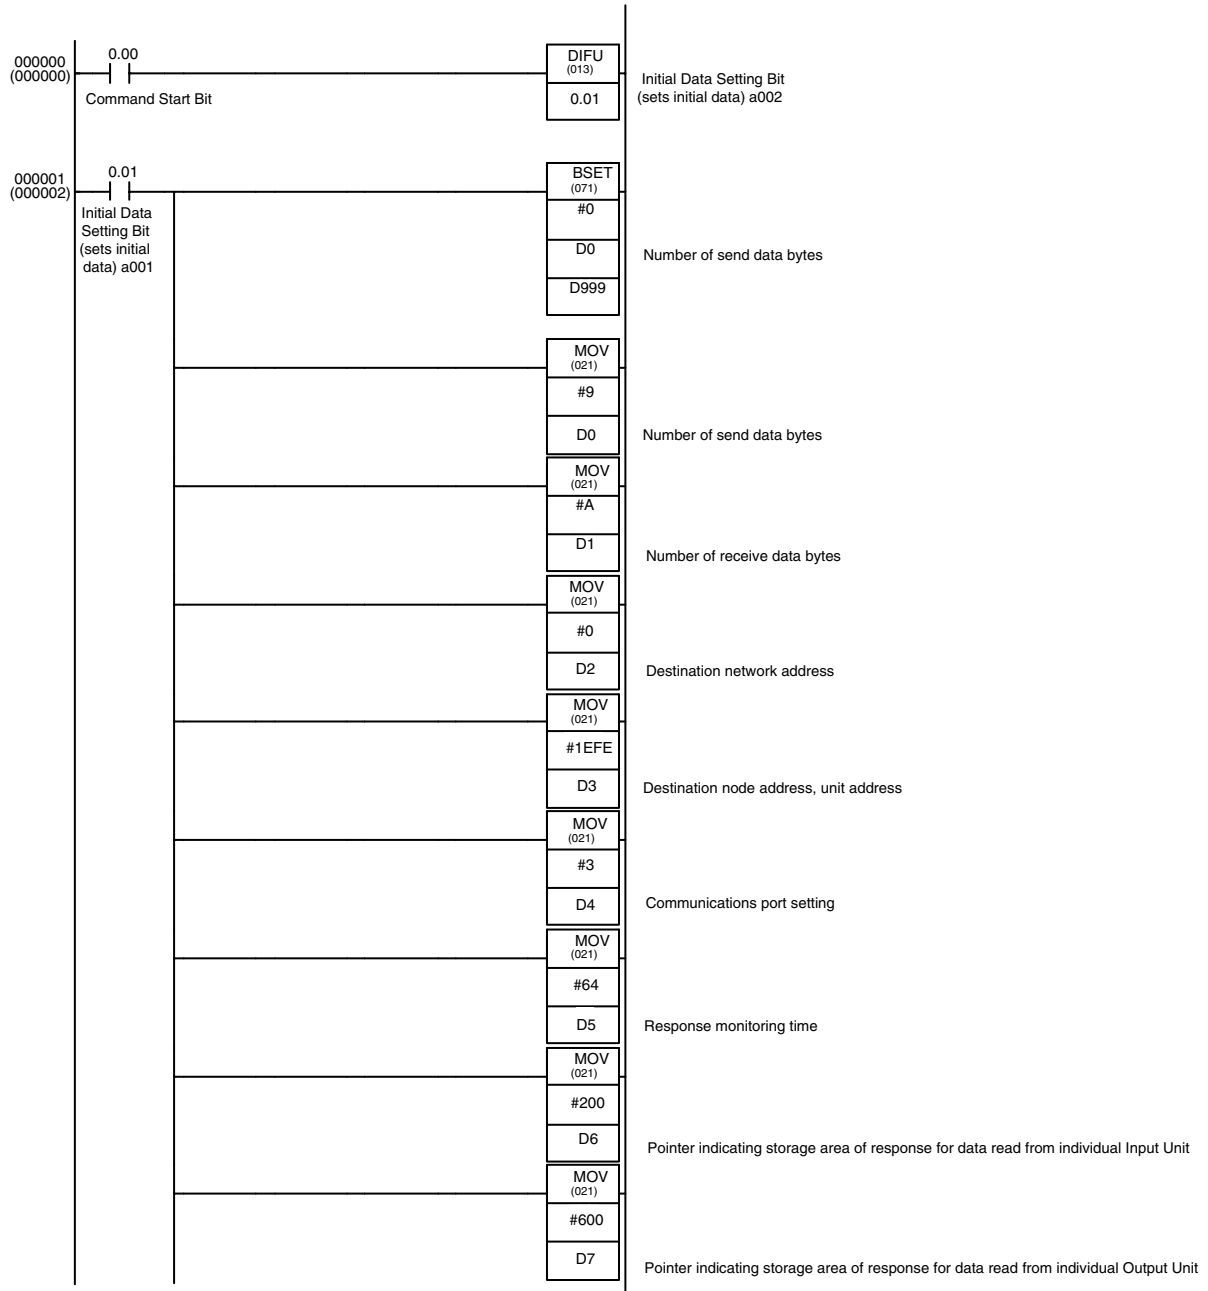 000000
(000000)
0.00
Command Start Bit
DIFU
(013)
0.01
Initial Data Setting Bit
(sets initial data) a002
000001
(000002)
0.01
Initial Data
Setting Bit
(sets initial
data) a001
BSET
(071)
#0
D0
Number of send data bytes
D999
MOV
(021)
#9
D0
Number of send data bytes
MOV
(021)
#A
D1
Number of receive data bytes
MOV
(021)
#0
D2
Destination network address
MOV
(021)
#1EFE
D3
Destination node address, unit address
MOV
(021)
#3
D4
Communications port setting
MOV
(021)
#64
D5
Response monitoring time
MOV
(021)
#200
D6
Pointer indicating storage area of response for data read from individual Input Unit
MOV
(021)
#600
D7
Pointer indicating storage area of response for data read from individual Output Unit